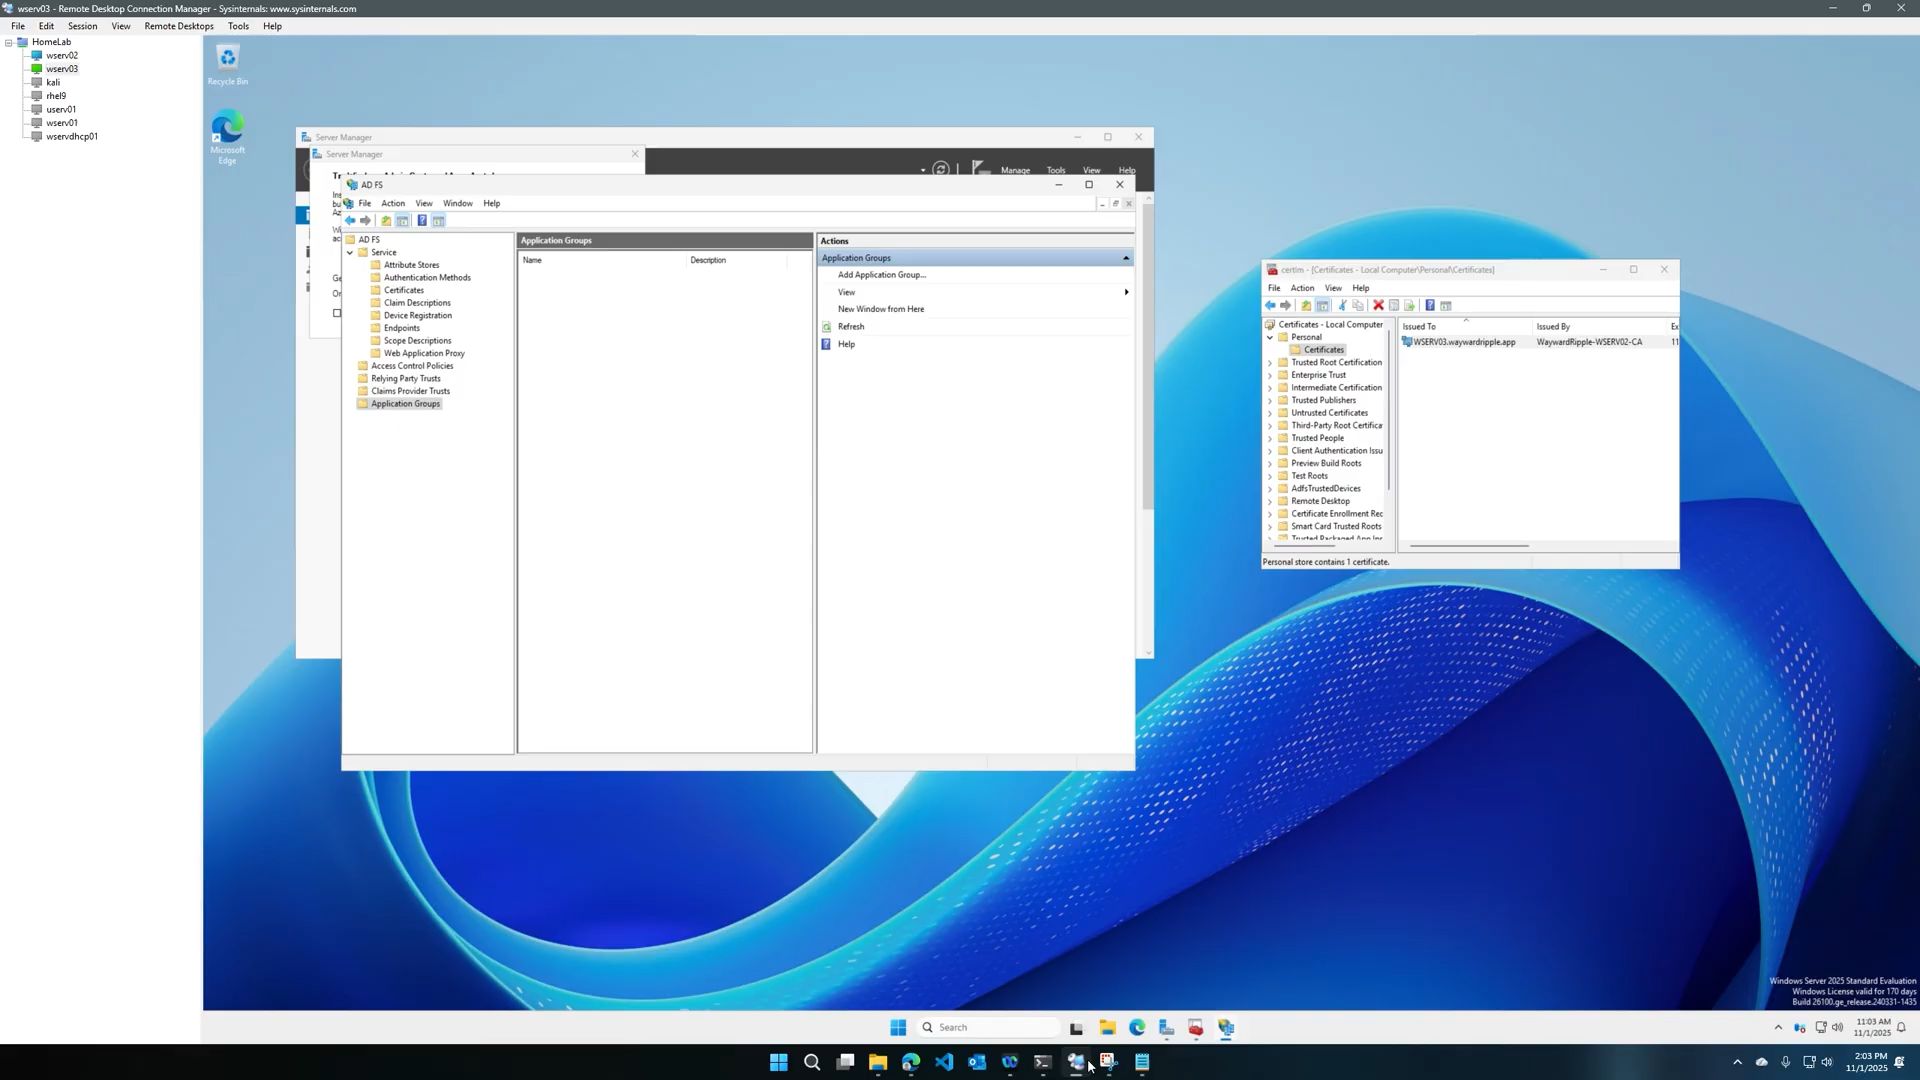 wserv03 - Remote Desktop Connection Manager - Sysinternals: www.sysinternals.com
File Edit Session View Remote Desktops Tools Help
HomeLab
wserv02
wserv03
kali
rhel9
userv01
wserv01
wservdhcp01
Recycle Bin
Microsoft
Edge
Server Manager
Server Manager
Manage Tools View Help
AD FS
File Action View Window Help
AD FS
Service
Attribute Stores
Authentication Methods
Certificates
Claim Descriptions
Device Registration
Endpoints
Scope Descriptions
Web Application Proxy
Access Control Policies
Relying Party Trusts
Claims Provider Trusts
Application Groups
Application Groups
Name Description
Actions
Application Groups
Add Application Group...
View
New Window from Here
Refresh
Help
certlm - [Certificates - Local Computer\Personal\Certificates]
File Action View Help
Certificates - Local Computer
Personal
Certificates
Trusted Root Certification
Enterprise Trust
Intermediate Certification
Trusted Publishers
Untrusted Certificates
Third-Party Root Certifica
Trusted People
Client Authentication Issu
Preview Build Roots
Test Roots
AdfsTrustedDevices
Remote Desktop
Certificate Enrollment Rec
Smart Card Trusted Roots
Issued To Issued By Ex
WSERV03.waywardripple.app WaywardRipple-WSERV02-CA 11
Personal store contains 1 certificate.
Windows Server 2025 Standard Evaluation
Windows License valid for 170 days
Build 26100.ge_release.240331-1435
Search
11:03 AM
11/1/2025
2:03 PM
11/1/2025